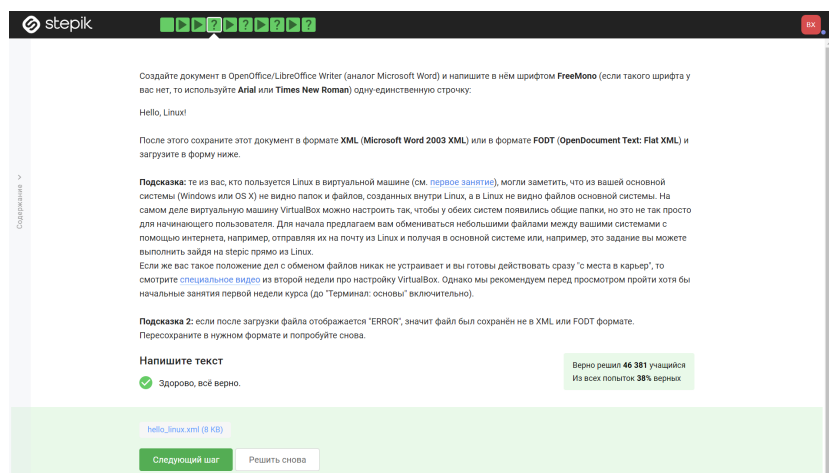 stepik
? ? ? ?
BX
Создайте документ в OpenOffice/LibreOffice Writer (аналог Microsoft Word) и напишите в нём шрифтом FreeMono (если такого шрифта у
вас нет, то используйте Arial или Times New Roman) одну-единственную строчку:
Hello, Linux!
После этого сохраните этот документ в формате XML (Microsoft Word 2003 XML) или в формате FODT (OpenDocument Text: Flat XML) и
загрузите в форму ниже.
Подсказка: те из вас, кто пользуется Linux в виртуальной машине (см. первое занятие), могли заметить, что из вашей основной
системы (Windows или OS X) не видно папок и файлов, созданных внутри Linux, а в Linux не видно файлов основной системы. На
самом деле виртуальную машину VirtualBox можно настроить так, чтобы у обеих систем появились общие папки, но это не так просто
для начинающего пользователя. Для начала предлагаем вам обмениваться небольшими файлами между вашими системами с
помощью интернета, например, отправляя их на почту из Linux и получая в основной системе или, например, это задание вы можете
выполнить зайдя на stepic прямо из Linux.
Если же вас такое положение дел с обменом файлов никак не устраивает и вы готовы действовать сразу "с места в карьер", то
смотрите специальное видео из второй недели про настройку VirtualBox. Однако мы рекомендуем перед просмотром пройти хотя бы
начальные занятия первой недели курса (до "Терминал: основы" включительно).
Подсказка 2: если после загрузки файла отображается "ERROR", значит файл был сохранён не в XML или FODT формате.
Пересохраните в нужном формате и попробуйте снова.
Содержание
Напишите текст
Здорово, всё верно.
Верно решил 46 381 учащийся
Из всех попыток 38% верных
hello_linux.xml (8 KB)
Следующий шаг
Решить снова